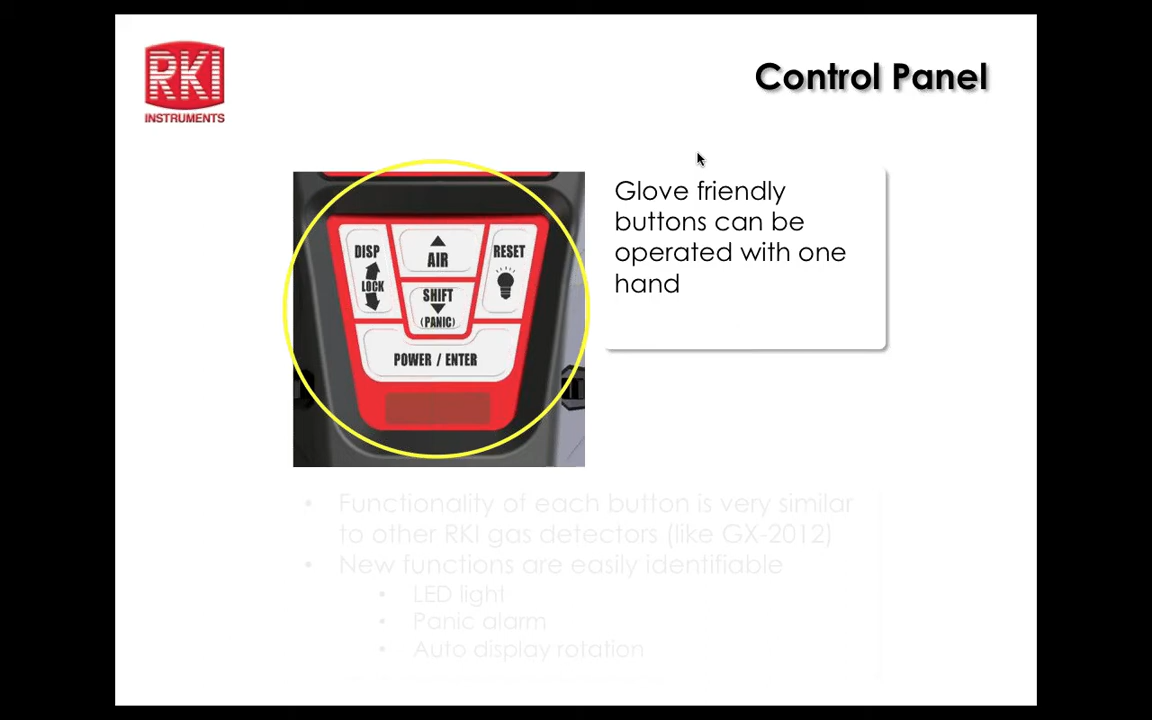 RKI
INSTRUMENTS
Control Panel
DISP
LOCK
AIR
SHIFT
(PANIC)
RESET
POWER / ENTER
Glove friendly
buttons can be
operated with one
hand
• Functionality of each button is very similar
to other RKI gas detectors (like GX-2012)
• New functions are easily identifiable
• LED light
• Panic alarm
• Auto display rotation